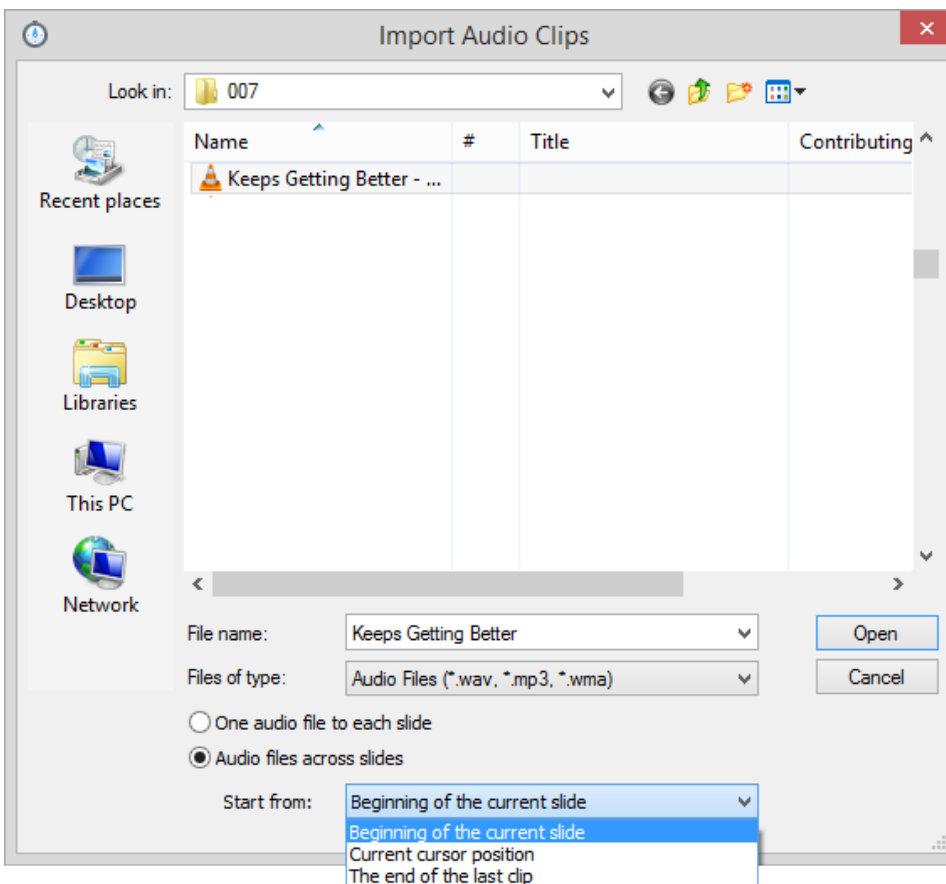 Import Audio Clips
Look in: 007
Name # Title Contributing
Keeps Getting Better - ...
Recent places
Desktop
Libraries
This PC
Network
File name: Keeps Getting Better Open
Files of type: Audio Files (*.wav, *.mp3, *.wma) Cancel
One audio file to each slide
Audio files across slides
Start from: Beginning of the current slide
Beginning of the current slide
Current cursor position
The end of the last clip